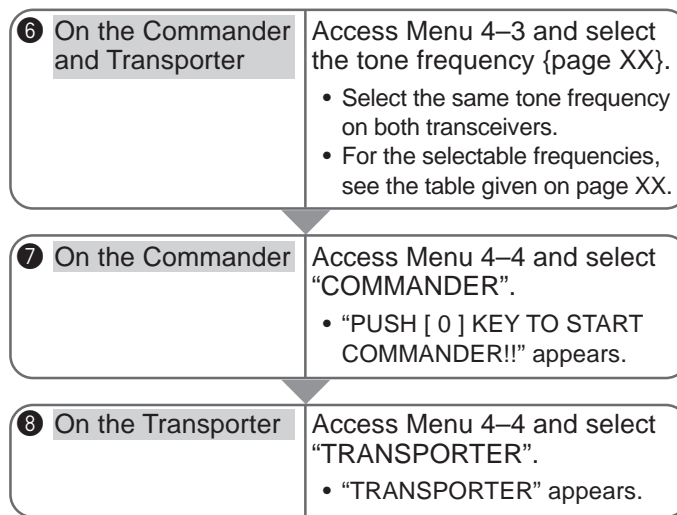 ❻ On the Commander
and Transporter
Access Menu 4–3 and select
the tone frequency {page XX}.
• Select the same tone frequency
on both transceivers.
• For the selectable frequencies,
see the table given on page XX.
❼ On the Commander
Access Menu 4–4 and select
“COMMANDER”.
• “PUSH [ 0 ] KEY TO START
COMMANDER!!” appears.
❽ On the Transporter
Access Menu 4–4 and select
“TRANSPORTER”.
• “TRANSPORTER” appears.